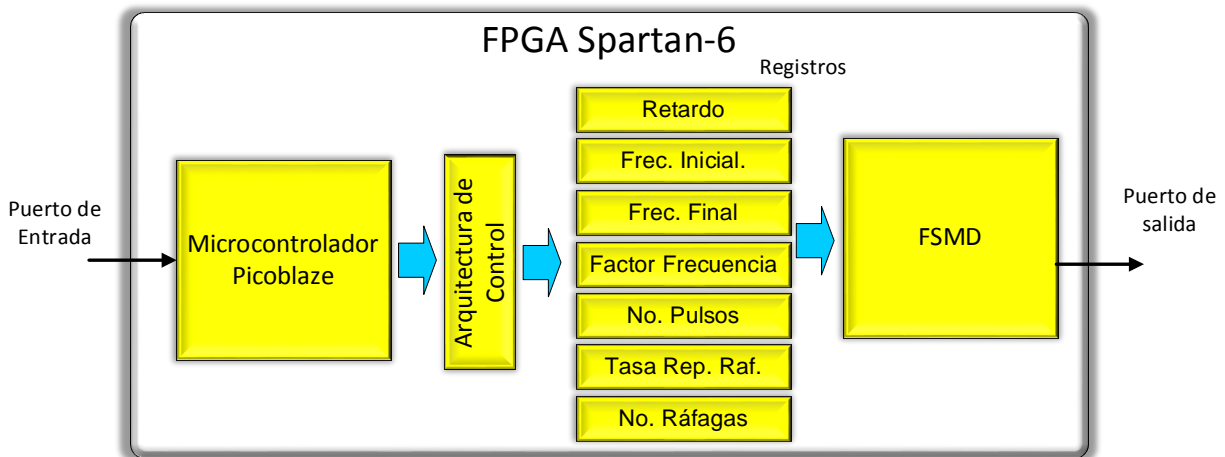 FPGA Spartan-6
Registros
Puerto de
Entrada
Microcontrolador
Picoblaze
Arquitectura de
Control
Retardo
Frec. Inicial.
Frec. Final
Factor Frecuencia
No. Pulsos
Tasa Rep. Raf.
No. Ráfagas
FSMD
Puerto de
salida